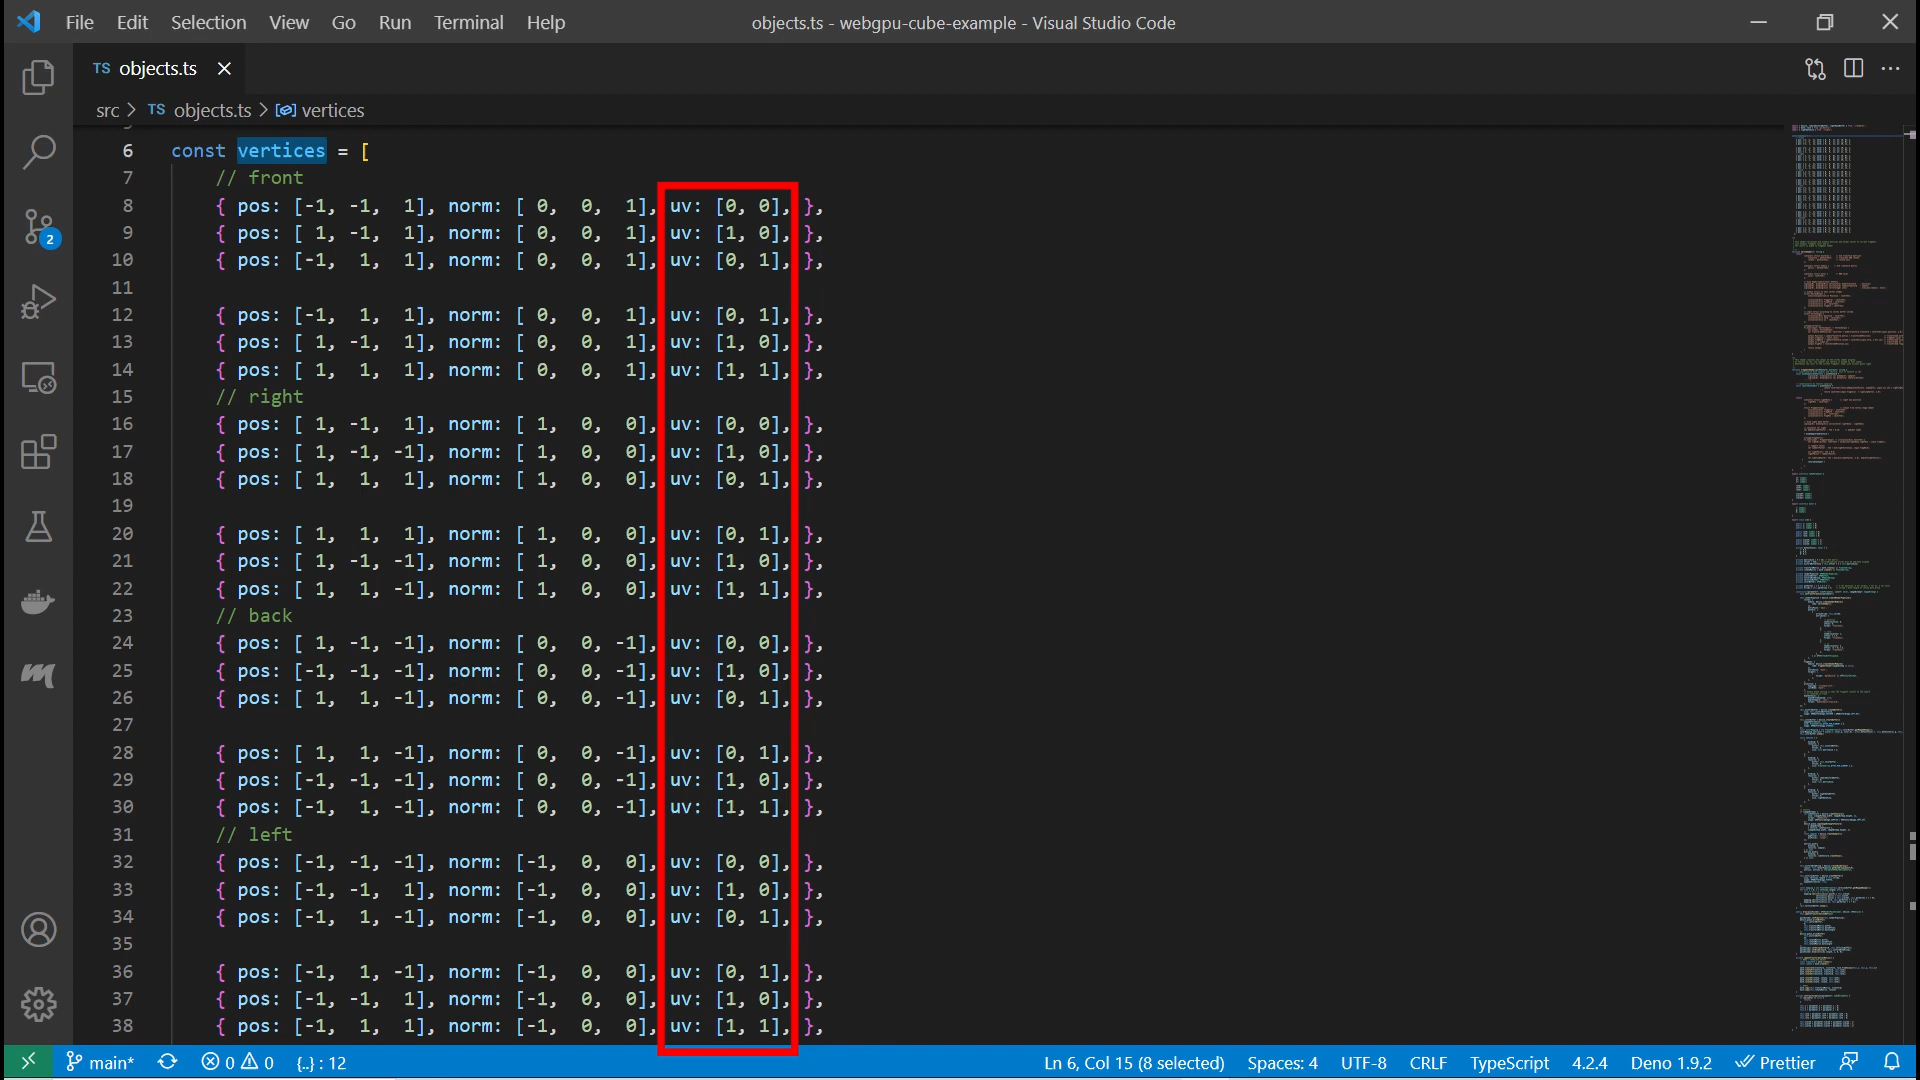 File Edit Selection View Go Run Terminal Help
objects.ts - webgpu-cube-example - Visual Studio Code
TS objects.ts
src > TS objects.ts > vertices
6 const vertices = [
7 // front
8 { pos: [-1, -1, 1], norm: [ 0, 0, 1], uv: [0, 0], },
9 { pos: [ 1, -1, 1], norm: [ 0, 0, 1], uv: [1, 0], },
10 { pos: [-1, 1, 1], norm: [ 0, 0, 1], uv: [0, 1], },
11
12 { pos: [-1, 1, 1], norm: [ 0, 0, 1], uv: [0, 1], },
13 { pos: [ 1, -1, 1], norm: [ 0, 0, 1], uv: [1, 0], },
14 { pos: [ 1, 1, 1], norm: [ 0, 0, 1], uv: [1, 1], },
15 // right
16 { pos: [ 1, -1, 1], norm: [ 1, 0, 0], uv: [0, 0], },
17 { pos: [ 1, -1, -1], norm: [ 1, 0, 0], uv: [1, 0], },
18 { pos: [ 1, 1, 1], norm: [ 1, 0, 0], uv: [0, 1], },
19
20 { pos: [ 1, 1, 1], norm: [ 1, 0, 0], uv: [0, 1], },
21 { pos: [ 1, -1, -1], norm: [ 1, 0, 0], uv: [1, 0], },
22 { pos: [ 1, 1, -1], norm: [ 1, 0, 0], uv: [1, 1], },
23 // back
24 { pos: [ 1, -1, -1], norm: [ 0, 0, -1], uv: [0, 0], },
25 { pos: [-1, -1, -1], norm: [ 0, 0, -1], uv: [1, 0], },
26 { pos: [ 1, 1, -1], norm: [ 0, 0, -1], uv: [0, 1], },
27
28 { pos: [ 1, 1, -1], norm: [ 0, 0, -1], uv: [0, 1], },
29 { pos: [-1, -1, -1], norm: [ 0, 0, -1], uv: [1, 0], },
30 { pos: [-1, 1, -1], norm: [ 0, 0, -1], uv: [1, 1], },
31 // left
32 { pos: [-1, -1, -1], norm: [-1, 0, 0], uv: [0, 0], },
33 { pos: [-1, -1, 1], norm: [-1, 0, 0], uv: [1, 0], },
34 { pos: [-1, 1, -1], norm: [-1, 0, 0], uv: [0, 1], },
35
36 { pos: [-1, 1, -1], norm: [-1, 0, 0], uv: [0, 1], },
37 { pos: [-1, -1, 1], norm: [-1, 0, 0], uv: [1, 0], },
38 { pos: [-1, 1, 1], norm: [-1, 0, 0], uv: [1, 1], },
2
main* 0 0 {..} : 12 Ln 6, Col 15 (8 selected) Spaces: 4 UTF-8 CRLF TypeScript 4.2.4 Deno 1.9.2 Prettier